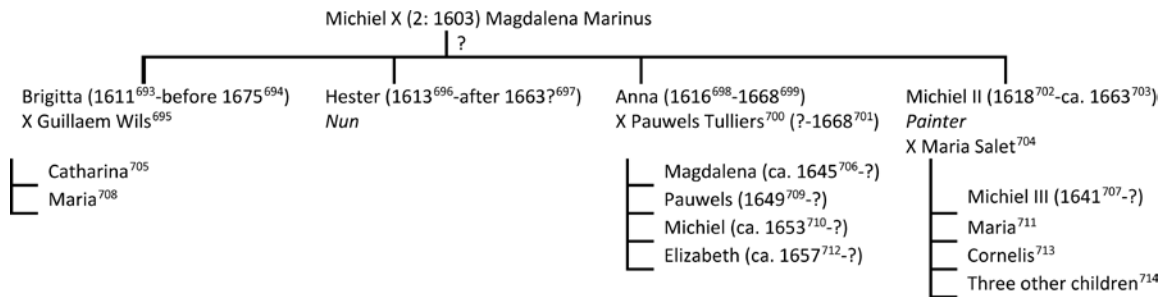 Michiel X (2: 1603) Magdalena Marinus
?
Brigitta (1611⁶⁹³-before 1675⁶⁹⁴)
X Guillaem Wils⁶⁹⁵
Catharina⁷⁰⁵
Maria⁷⁰⁸
Hester (1613⁶⁹⁶-after 1663?⁶⁹⁷)
Nun
Anna (1616⁶⁹⁸-1668⁶⁹⁹)
X Pauwels Tulliers⁷⁰⁰ (?-1668⁷⁰¹)
Magdalena (ca. 1645⁷⁰⁶-?)
Pauwels (1649⁷⁰⁹-?)
Michiel (ca. 1653⁷¹⁰-?)
Elizabeth (ca. 1657⁷¹²-?)
Michiel II (1618⁷⁰²-ca. 1663⁷⁰³)
Painter
X Maria Salet⁷⁰⁴
Michiel III (1641⁷⁰⁷-?)
Maria⁷¹¹
Cornelis⁷¹³
Three other children⁷¹⁴